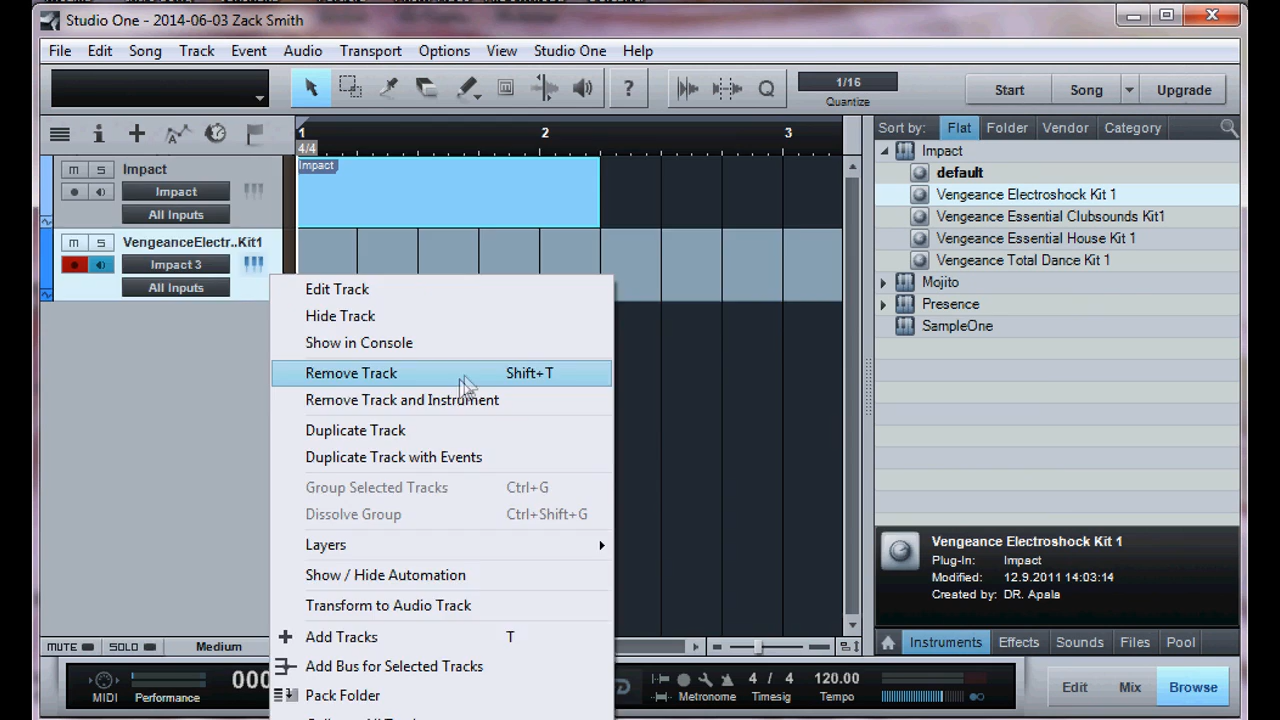 Studio One - 2014-06-03 Zack Smith
File Edit Song Track Event Audio Transport Options View Studio One Help
? Q 1/16 Start Song Upgrade
Quantize
1 2 3
4/4
Sort by: Flat Folder Vendor Category
M S Impact
Impact
All Inputs
Impact
M S VengeanceElectr..Kit1
Impact 3
All Inputs
Impact
default
Vengeance Electroshock Kit 1
Vengeance Essential Clubsounds Kit1
Vengeance Essential House Kit 1
Vengeance Total Dance Kit 1
Mojito
Presence
SampleOne
Edit Track
Hide Track
Show in Console
Remove Track Shift+T
Remove Track and Instrument
Duplicate Track
Duplicate Track with Events
Group Selected Tracks Ctrl+G
Dissolve Group Ctrl+Shift+G
Layers
Show / Hide Automation
Transform to Audio Track
Add Tracks T
Add Bus for Selected Tracks
Pack Folder
Vengeance Electroshock Kit 1
Plug-In: Impact
Modified: 12.9.2011 14:03:14
Created by: DR. Apala
MUTE SOLO Medium
Instruments Effects Sounds Files Pool
MIDI Performance
4 / 4 120.00
Metronome Timesig Tempo
Edit Mix Browse